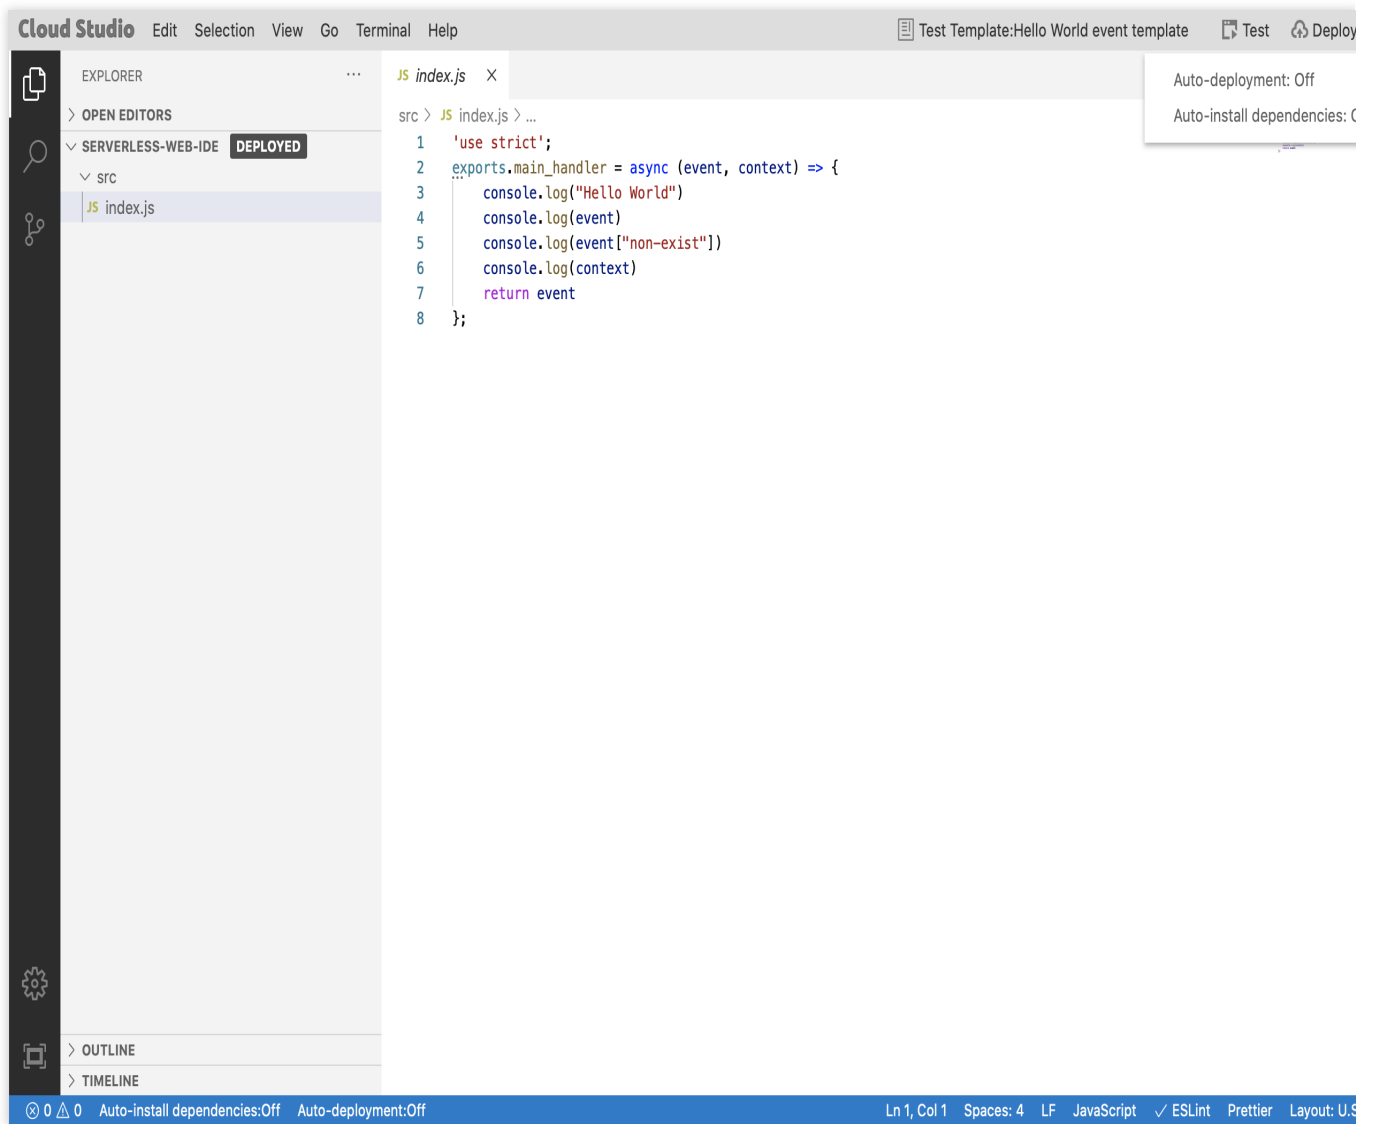 Cloud Studio Edit Selection View Go Terminal Help Test Template:Hello World event template Test Deploy
EXPLORER ... JS index.js X
Auto-deployment: Off
Auto-install dependencies:
OPEN EDITORS
src > JS index.js > ...
SERVERLESS-WEB-IDE DEPLOYED
src
JS index.js
1 'use strict';
2 exports.main_handler = async (event, context) => {
3 console.log("Hello World")
4 console.log(event)
5 console.log(event["non-exist"])
6 console.log(context)
7 return event
8 };
OUTLINE
TIMELINE
0 0 Auto-install dependencies:Off Auto-deployment:Off Ln 1, Col 1 Spaces: 4 LF JavaScript ✓ ESLint Prettier Layout: U.S